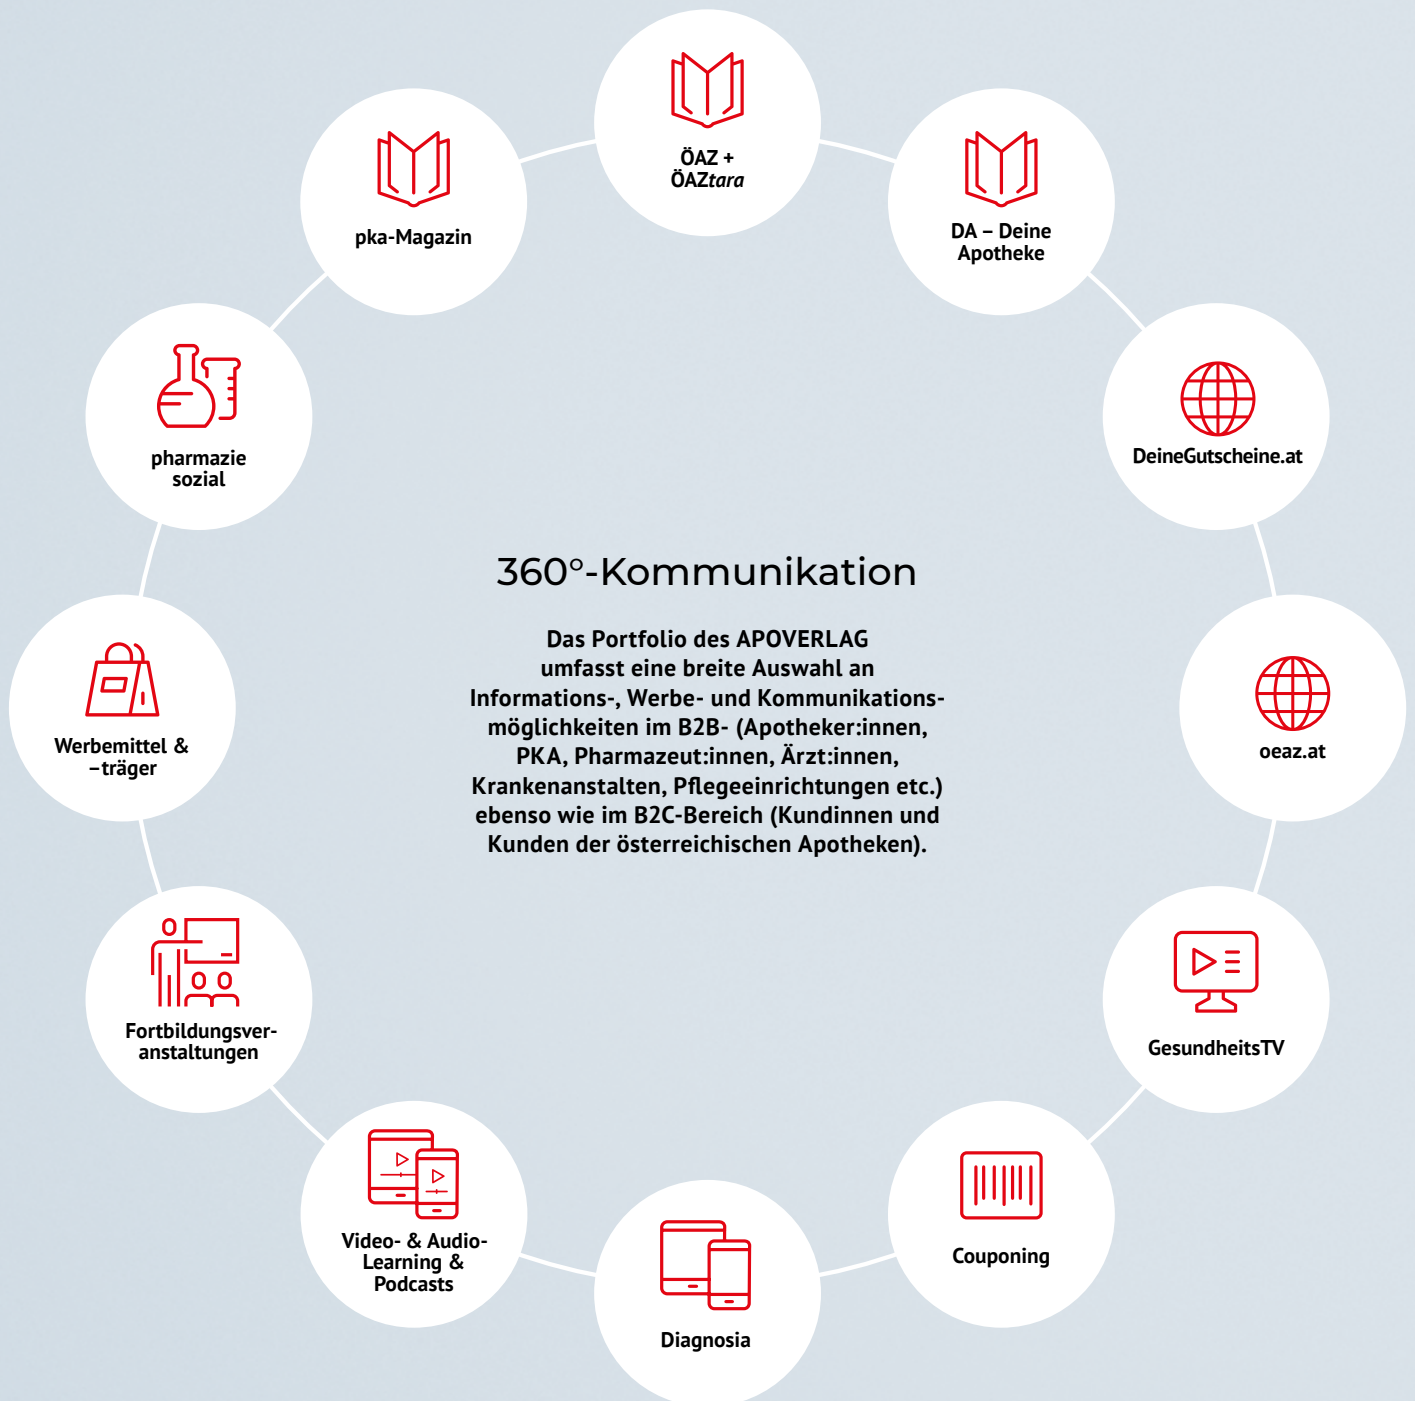 ÖAZ +
ÖAZtara
DA – Deine
Apotheke
DeineGutscheine.at
oeaz.at
GesundheitsTV
Couponing
Diagnosia
Video- & Audio-
Learning &
Podcasts
Fortbildungsver-
anstaltungen
Werbemittel &
–träger
pharmazie
sozial
pka-Magazin
360°-Kommunikation
Das Portfolio des APOVERLAG
umfasst eine breite Auswahl an
Informations-, Werbe- und Kommunikations-
möglichkeiten im B2B- (Apotheker:innen,
PKA, Pharmazeut:innen, Ärzt:innen,
Krankenanstalten, Pflegeeinrichtungen etc.)
ebenso wie im B2C-Bereich (Kundinnen und
Kunden der österreichischen Apotheken).